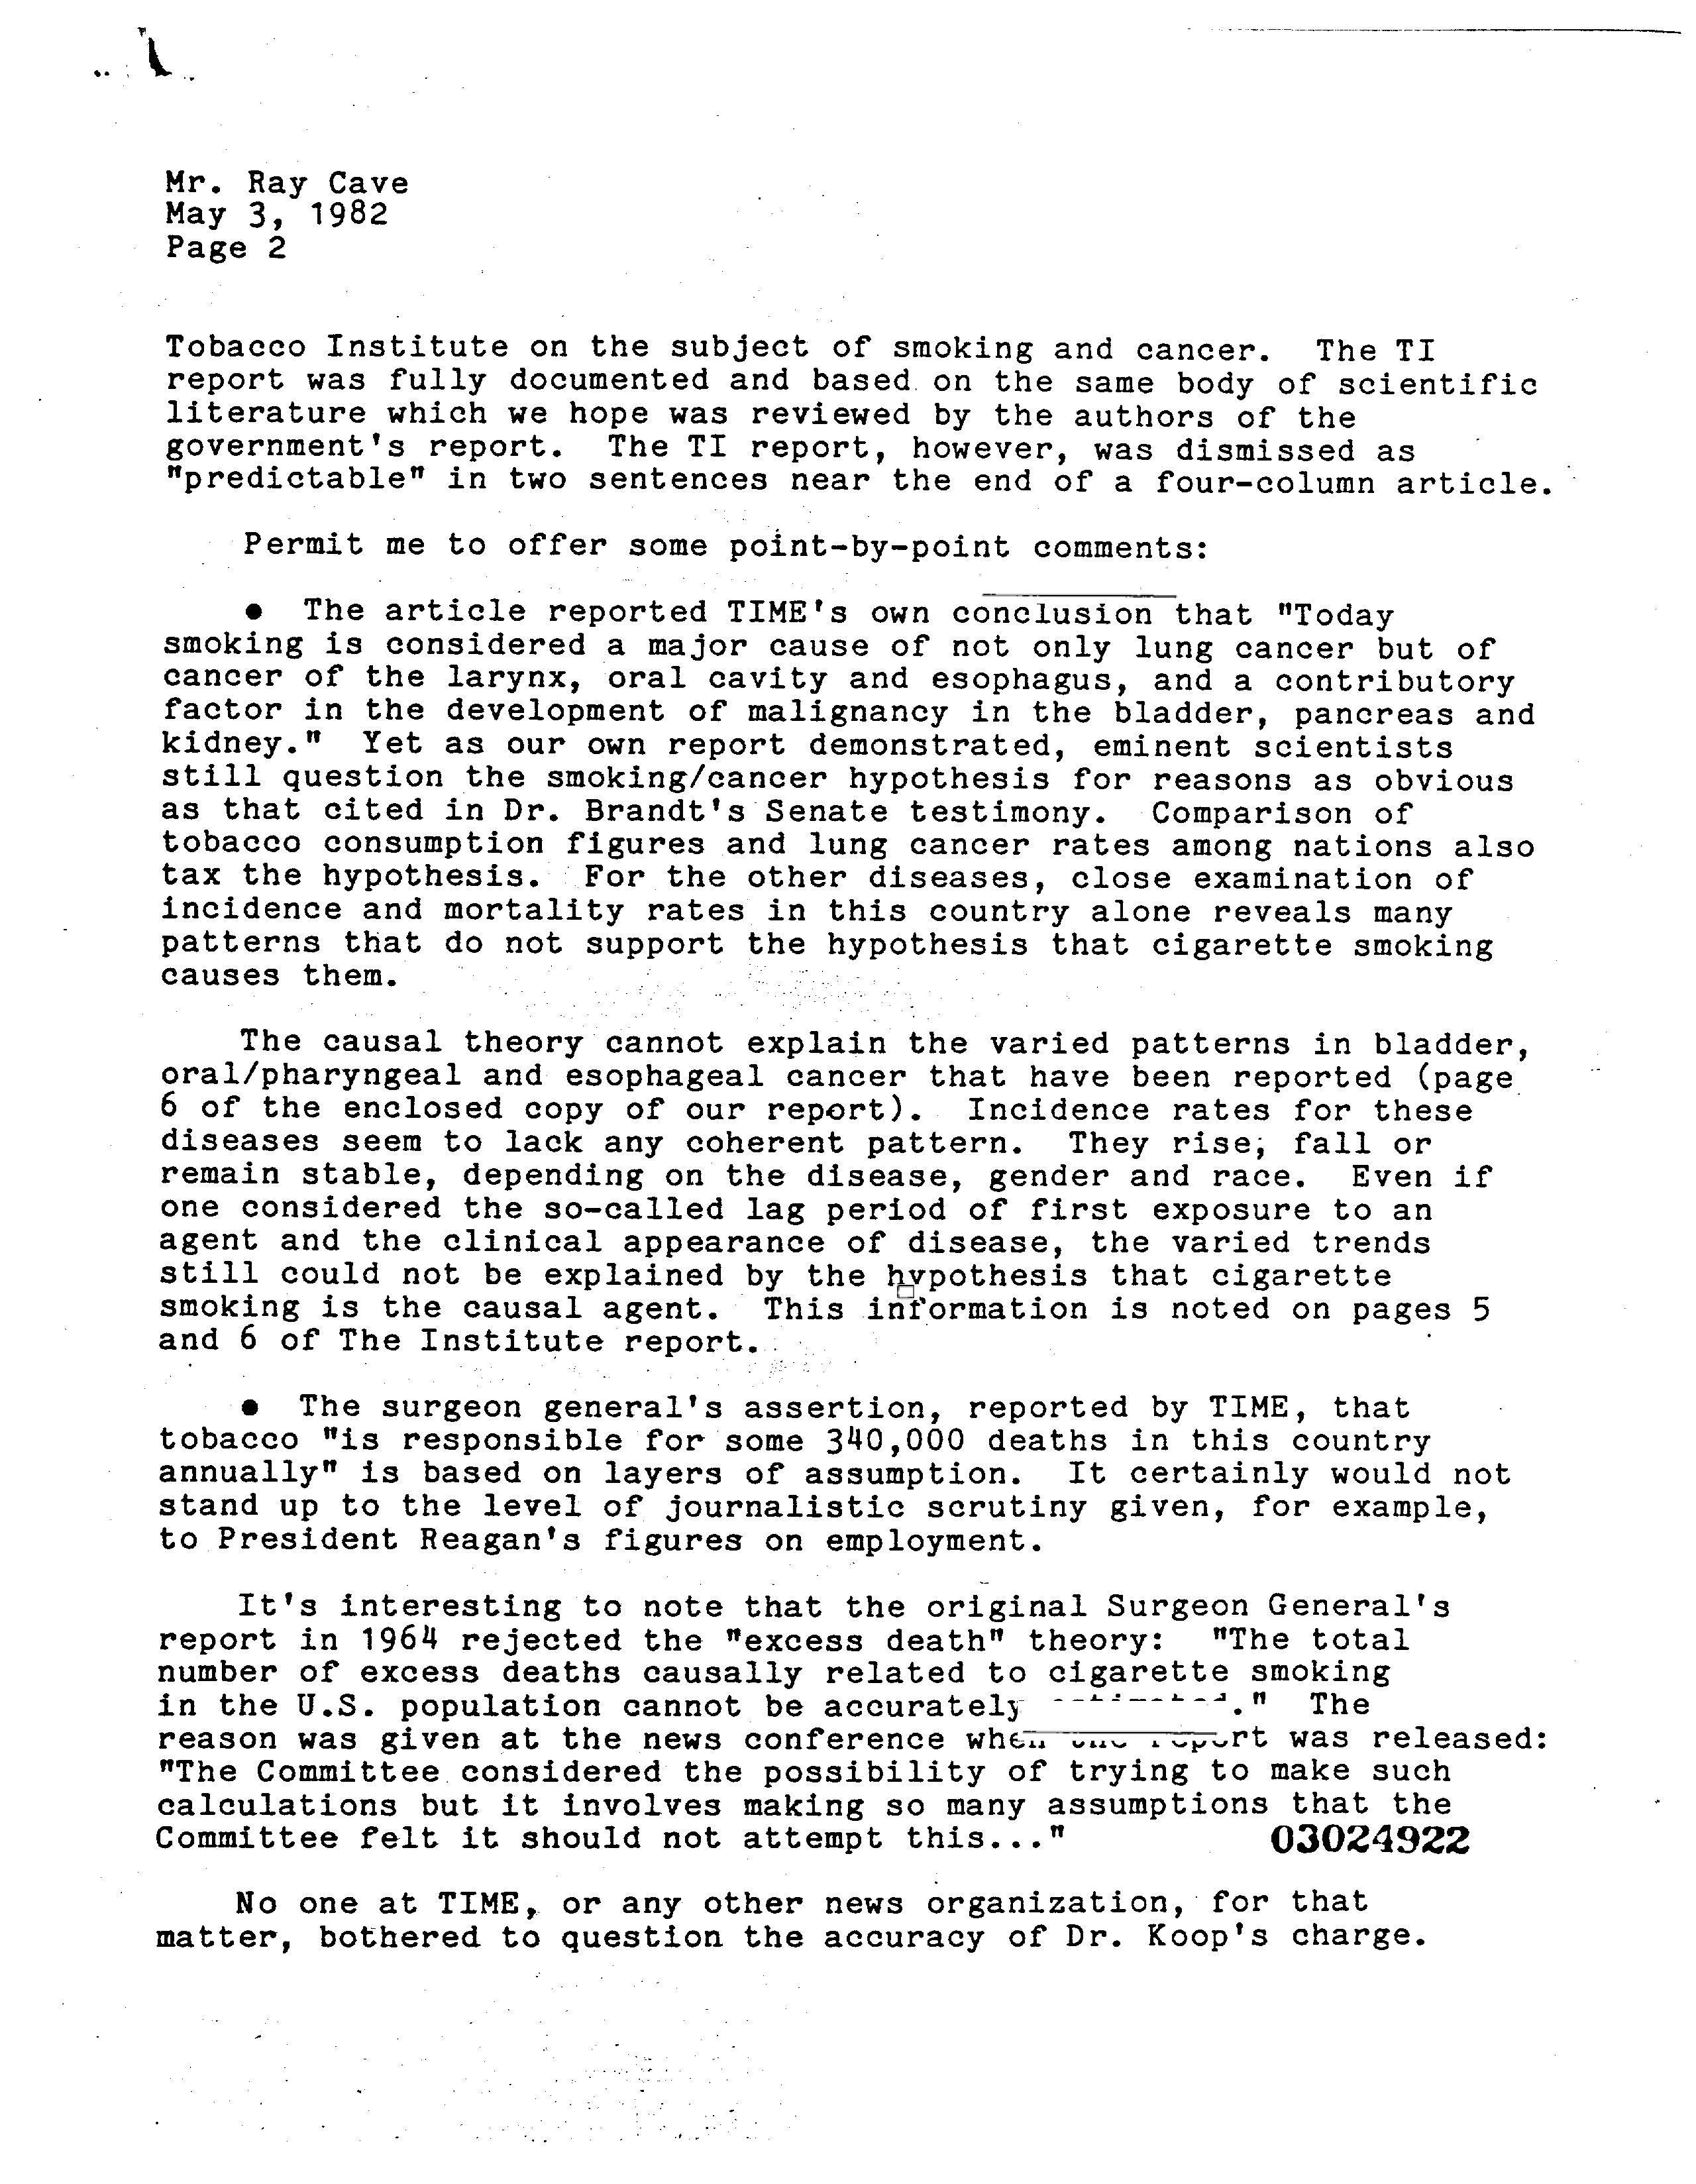 Mr. Ray Cave
May 3, 1982
Page 2
Tobacco Institute on the subject of smoking and cancer. The TI
report was fully documented and based on the same body of scientific
literature which we hope was reviewed by the authors of the
government's report. The TI report, however, was dismissed as
"predictable" in two sentences near the end of a four-column article.
Permit me to offer some point-by-point comments:
● The article reported TIME's own conclusion that "Today
smoking is considered a major cause of not only lung cancer but of
cancer of the larynx, oral cavity and esophagus, and a contributory
factor in the development of malignancy in the bladder, pancreas and
kidney." Yet as our own report demonstrated, eminent scientists
still question the smoking/cancer hypothesis for reasons as obvious
as that cited in Dr. Brandt's Senate testimony. Comparison of
tobacco consumption figures and lung cancer rates among nations also
tax the hypothesis. For the other diseases, close examination of
incidence and mortality rates in this country alone reveals many
patterns that do not support the hypothesis that cigarette smoking
causes them.
The causal theory cannot explain the varied patterns in bladder,
oral/pharyngeal and esophageal cancer that have been reported (page
6 of the enclosed copy of our report). Incidence rates for these
diseases seem to lack any coherent pattern. They rise, fall or
remain stable, depending on the disease, gender and race. Even if
one considered the so-called lag period of first exposure to an
agent and the clinical appearance of disease, the varied trends
still could not be explained by the hypothesis that cigarette
smoking is the causal agent. This information is noted on pages 5
and 6 of The Institute report.
● The surgeon general's assertion, reported by TIME, that
tobacco "is responsible for some 340,000 deaths in this country
annually" is based on layers of assumption. It certainly would not
stand up to the level of journalistic scrutiny given, for example,
to President Reagan's figures on employment.
It's interesting to note that the original Surgeon General's
report in 1964 rejected the "excess death" theory: "The total
number of excess deaths causally related to cigarette smoking
in the U.S. population cannot be accurately ." The
reason was given at the news conference when report was released:
"The Committee considered the possibility of trying to make such
calculations but it involves making so many assumptions that the
Committee felt it should not attempt this..."
03024922
No one at TIME, or any other news organization, for that
matter, bothered to question the accuracy of Dr. Koop's charge.